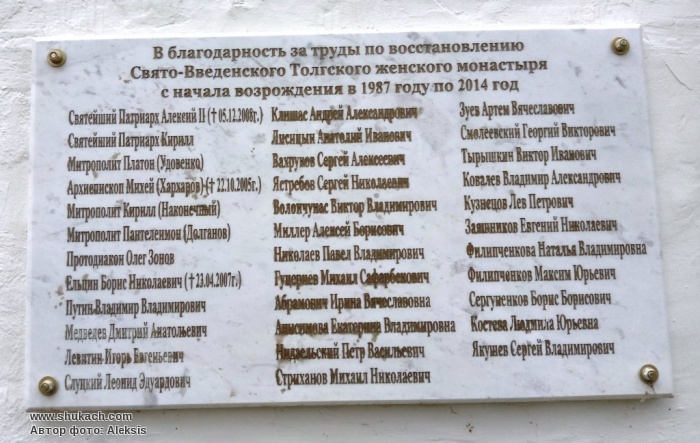 В благодарность за труды по восстановлению
Свято-Введенского Толгского женского монастыря
с начала возрождения в 1987 году по 2014 год
Святейший Патриарх Алексий II († 05.12.2008г.)
Святейший Патриарх Кирилл
Митрополит Платон (Удовенко)
Архиепископ Михей (Хархаров) († 22.10.2005г.)
Митрополит Кирилл (Наконечный)
Митрополит Пантелеимон (Долганов)
Протодиакон Олег Зонов
Ельцин Борис Николаевич († 23.04.2007г.)
Путин Владимир Владимирович
Медведев Дмитрий Анатольевич
Левитин Игорь Евгеньевич
Слуцкий Леонид Эдуардович
Клишас Андрей Александрович
Лисицын Анатолий Иванович
Вахруков Сергей Алексеевич
Ястребов Сергей Николаевич
Волончунас Виктор Владимирович
Миллер Алексей Борисович
Николаев Павел Владимирович
Гуцериев Михаил Сафарбекович
Абрамович Ирина Вячеславовна
Анисимова Екатерина Владимировна
Петр Васильевич
Стриханов Михаил Николаевич
Зуев Артем Вячеславович
Смолеевский Георгий Викторович
Тырышкин Виктор Иванович
Ковалев Владимир Александрович
Кузнецов Лев Петрович
Заяшников Евгений Николаевич
Филипченкова Наталья Владимировна
Филипченков Максим Юрьевич
Сергуненков Борис Борисович
Костева Людмила Юрьевна
Якушев Сергей Владимирович
www.shukach.com
Автор фото: Aleksis